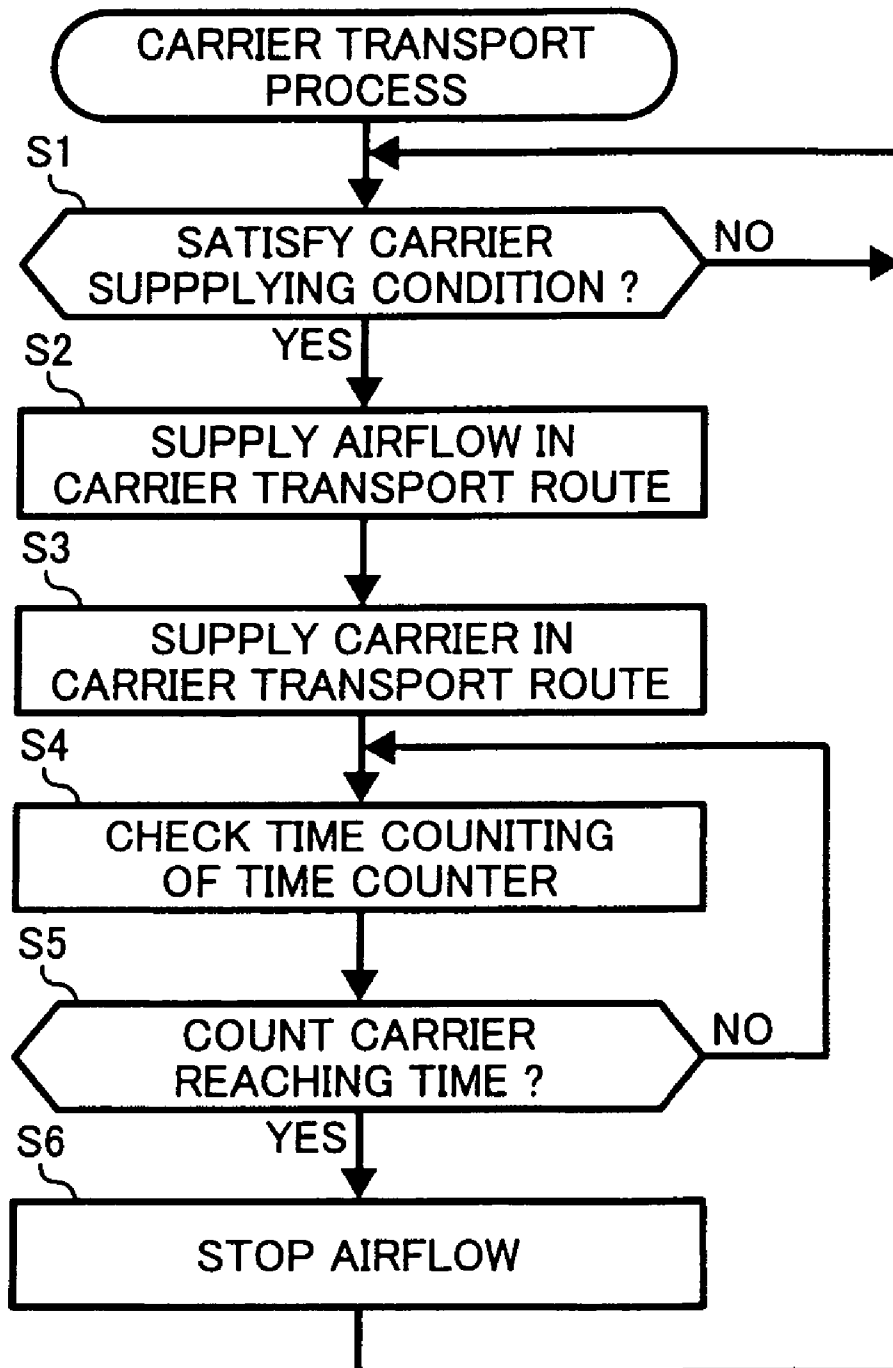 CARRIER TRANSPORT
PROCESS
S1
SATISFY CARRIER
SUPPPLYING CONDITION ?
NO
YES
S2
SUPPLY AIRFLOW IN
CARRIER TRANSPORT ROUTE
S3
SUPPLY CARRIER IN
CARRIER TRANSPORT ROUTE
S4
CHECK TIME COUNITING
OF TIME COUNTER
S5
COUNT CARRIER
REACHING TIME ?
NO
YES
S6
STOP AIRFLOW